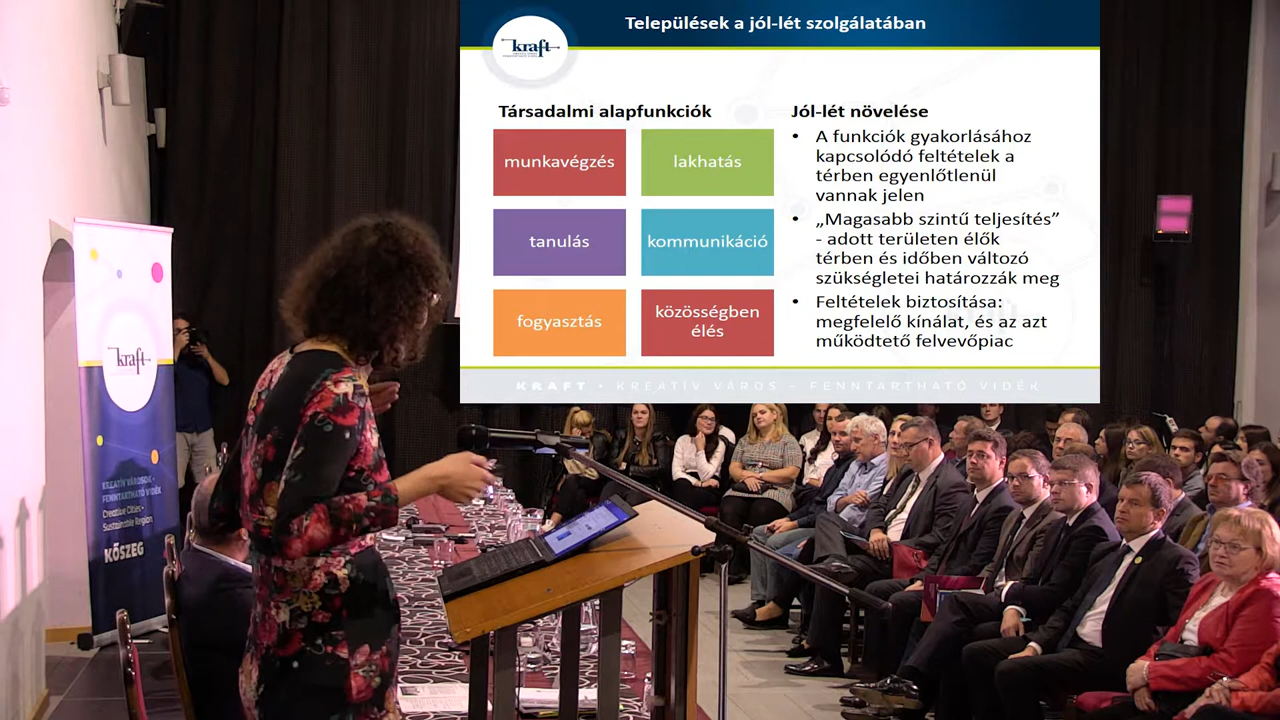 Települések a jól-lét szolgálatában
kraft
Társadalmi alapfunkciók
munkavégzés
lakhatás
tanulás
kommunikáció
fogyasztás
közösségben
élés
Jól-lét növelése
• A funkciók gyakorlásához
kapcsolódó feltételek a
térben egyenlőtlenül
vannak jelen
• „Magasabb szintű teljesítés”
- adott területen élők
térben és időben változó
szükségletei határozzák meg
• Feltételek biztosítása:
megfelelő kínálat, és az azt
működtető felvevőpiac
KRAFT • KREATÍV VÁROS – FENNTARTHATÓ VIDÉK
kraft
KREATÍV VÁROSOK -
FENNTARTHATÓ VIDÉK
Creative Cities -
Sustainable Region
KŐSZEG